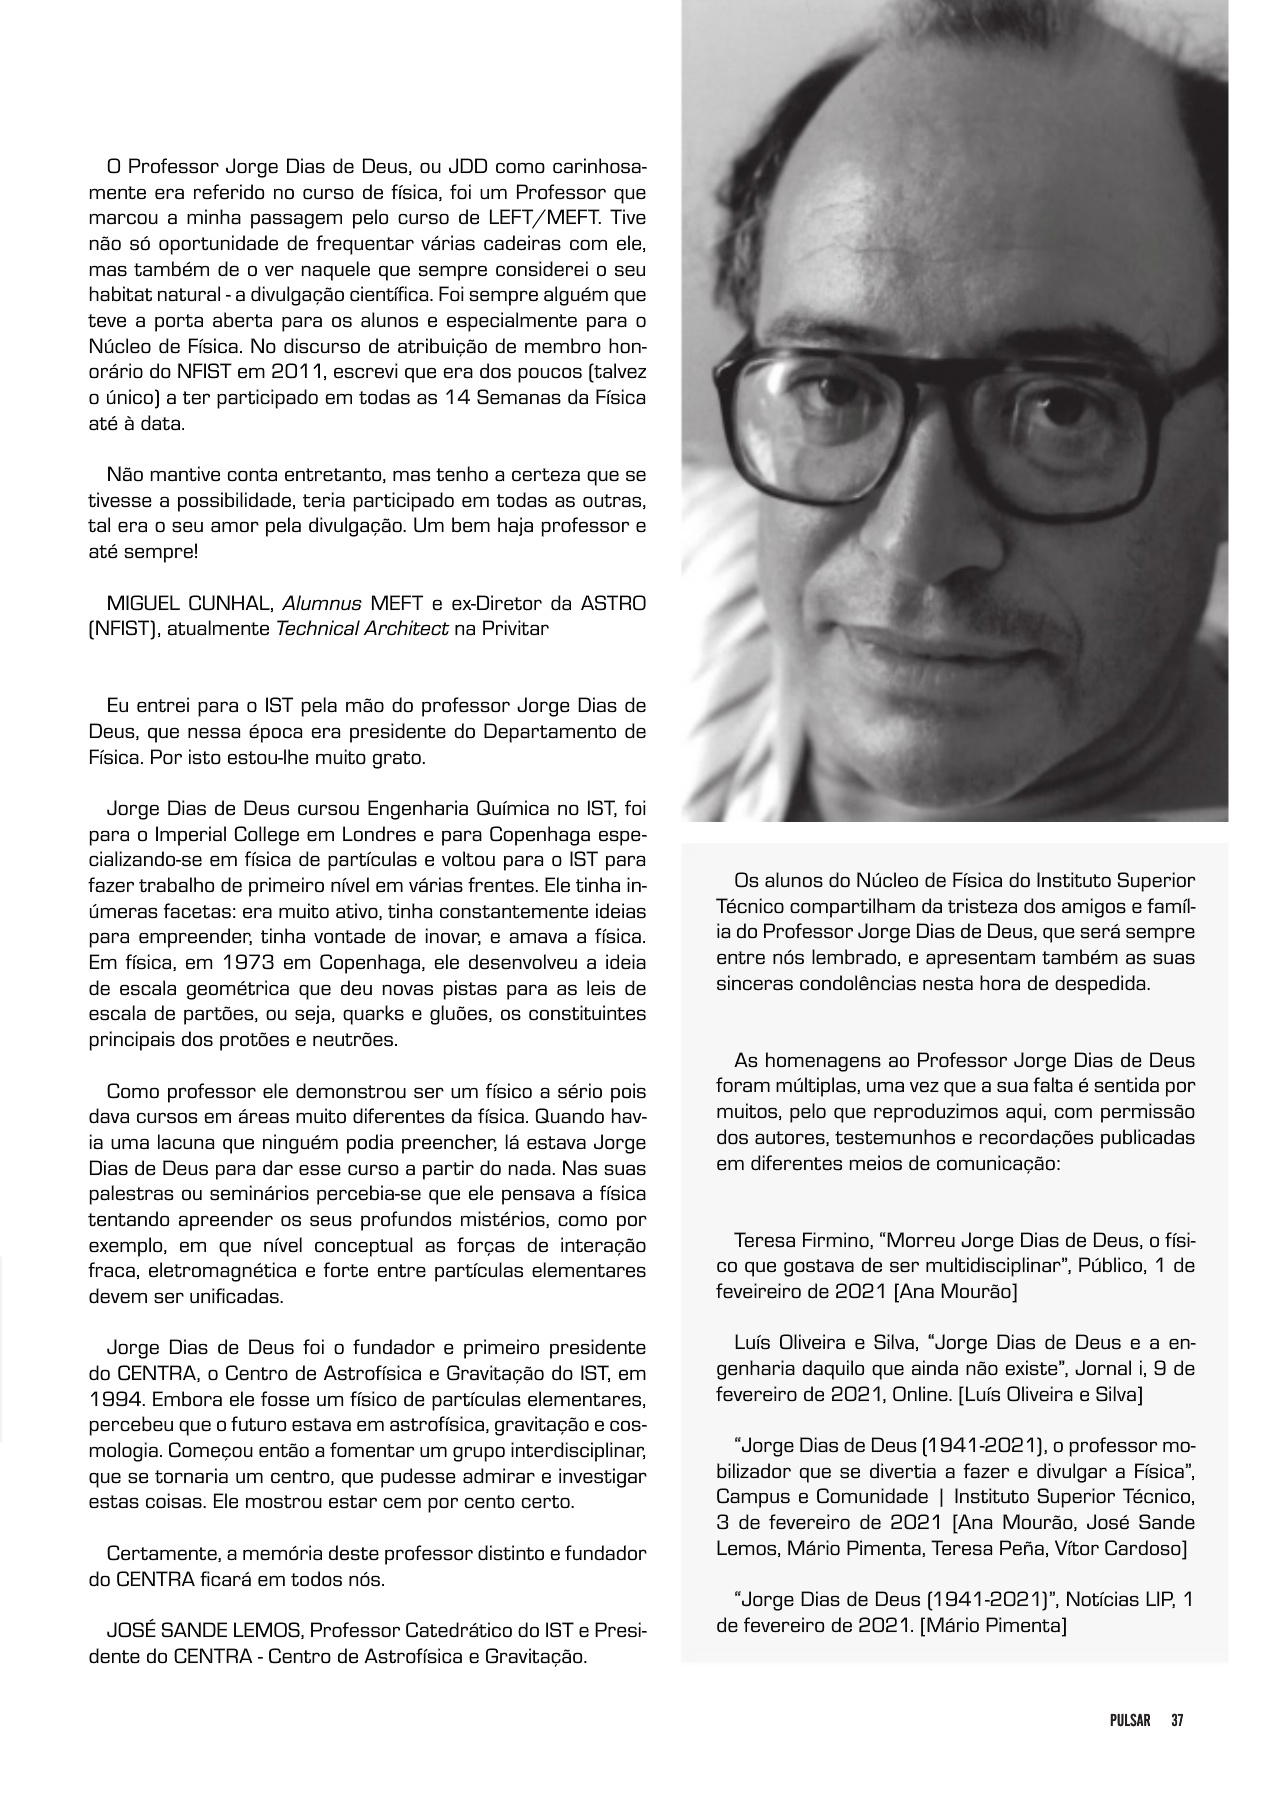 O Professor Jorge Dias de Deus, ou JDD como carinhosa-
mente era referido no curso de física, foi um Professor que
marcou a minha passagem pelo curso de LEFT/MEFT. Tive
não só oportunidade de frequentar várias cadeiras com ele,
mas também de o ver naquele que sempre considerei o seu
habitat natural - a divulgação científica. Foi sempre alguém que
teve a porta aberta para os alunos e especialmente para o
Núcleo de Física. No discurso de atribuição de membro hon-
orário do NFIST em 2011, escrevi que era dos poucos (talvez
o único) a ter participado em todas as 14 Semanas da Física
até à data.
Não mantive conta entretanto, mas tenho a certeza que se
tivesse a possibilidade, teria participado em todas as outras,
tal era o seu amor pela divulgação. Um bem haja professor e
até sempre!
MIGUEL CUNHAL, Alumnus MEFT e ex-Diretor da ASTRO
(NFIST), atualmente Technical Architect na Privitar
Eu entrei para o IST pela mão do professor Jorge Dias de
Deus, que nessa época era presidente do Departamento de
Física. Por isto estou-lhe muito grato.
Jorge Dias de Deus cursou Engenharia Química no IST, foi
para o Imperial College em Londres e para Copenhaga espe-
cializando-se em física de partículas e voltou para o IST para
fazer trabalho de primeiro nível em várias frentes. Ele tinha in-
úmeras facetas: era muito ativo, tinha constantemente ideias
para empreender, tinha vontade de inovar, e amava a física.
Em física, em 1973 em Copenhaga, ele desenvolveu a ideia
de escala geométrica que deu novas pistas para as leis de
escala de partões, ou seja, quarks e gluões, os constituintes
principais dos protões e neutrões.
Como professor ele demonstrou ser um físico a sério pois
dava cursos em áreas muito diferentes da física. Quando hav-
ia uma lacuna que ninguém podia preencher, lá estava Jorge
Dias de Deus para dar esse curso a partir do nada. Nas suas
palestras ou seminários percebia-se que ele pensava a física
tentando apreender os seus profundos mistérios, como por
exemplo, em que nível conceptual as forças de interação
fraca, eletromagnética e forte entre partículas elementares
devem ser unificadas.
Jorge Dias de Deus foi o fundador e primeiro presidente
do CENTRA, o Centro de Astrofísica e Gravitação do IST, em
1994. Embora ele fosse um físico de partículas elementares,
percebeu que o futuro estava em astrofísica, gravitação e cos-
mologia. Começou então a fomentar um grupo interdisciplinar,
que se tornaria um centro, que pudesse admirar e investigar
estas coisas. Ele mostrou estar cem por cento certo.
Certamente, a memória deste professor distinto e fundador
do CENTRA ficará em todos nós.
JOSÉ SANDE LEMOS, Professor Catedrático do IST e Presi-
dente do CENTRA - Centro de Astrofísica e Gravitação.
Os alunos do Núcleo de Física do Instituto Superior
Técnico compartilham da tristeza dos amigos e famíl-
ia do Professor Jorge Dias de Deus, que será sempre
entre nós lembrado, e apresentam também as suas
sinceras condolências nesta hora de despedida.
As homenagens ao Professor Jorge Dias de Deus
foram múltiplas, uma vez que a sua falta é sentida por
muitos, pelo que reproduzimos aqui, com permissão
dos autores, testemunhos e recordações publicadas
em diferentes meios de comunicação:
Teresa Firmino, “Morreu Jorge Dias de Deus, o físi-
co que gostava de ser multidisciplinar”, Público, 1 de
feveireiro de 2021 [Ana Mourão]
Luís Oliveira e Silva, “Jorge Dias de Deus e a en-
genharia daquilo que ainda não existe”, Jornal i, 9 de
fevereiro de 2021, Online. [Luís Oliveira e Silva]
“Jorge Dias de Deus (1941-2021), o professor mo-
bilizador que se divertia a fazer e divulgar a Física”,
Campus e Comunidade | Instituto Superior Técnico,
3 de fevereiro de 2021 [Ana Mourão, José Sande
Lemos, Mário Pimenta, Teresa Peña, Vítor Cardoso]
“Jorge Dias de Deus (1941-2021)”, Notícias LIP, 1
de fevereiro de 2021. [Mário Pimenta]
PULSAR 37